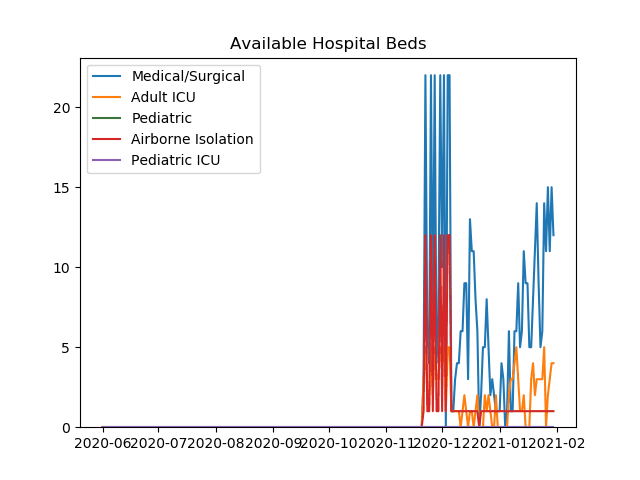 Available Hospital Beds
Medical/Surgical
Adult ICU
Pediatric
Airborne Isolation
Pediatric ICU
20
15
10
5
0
2020-06 2020-07 2020-08 2020-09 2020-10 2020-11 2020-12 2021-01 2021-02